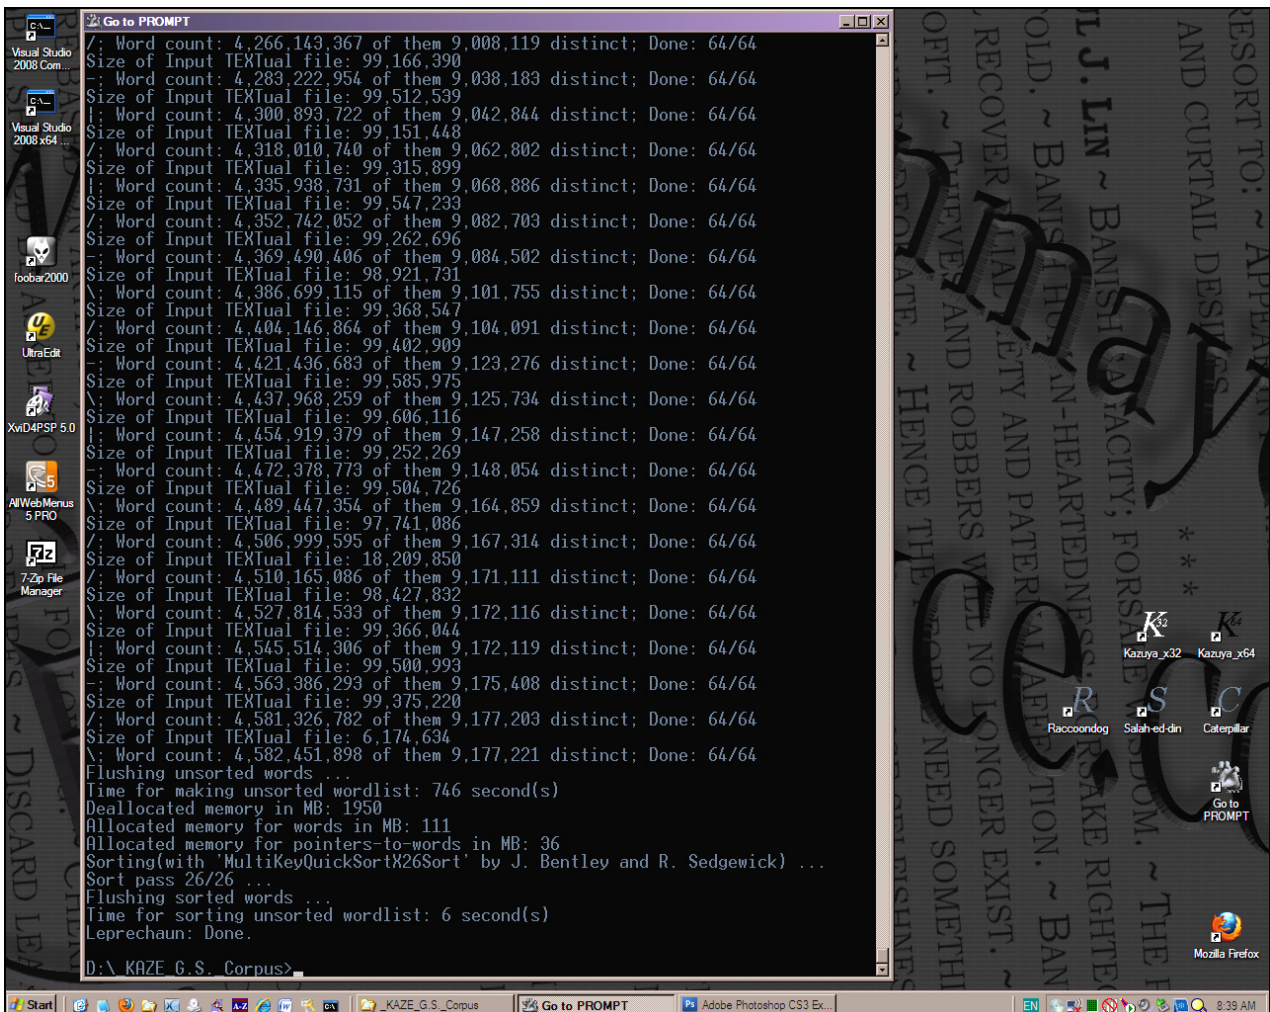 Go to PROMPT
/; Word count: 4,266,143,367 of them 9,008,119 distinct; Done: 64/64
Size of Input TEXTual file: 99,166,390
-; Word count: 4,283,222,954 of them 9,038,183 distinct; Done: 64/64
Size of Input TEXTual file: 99,512,539
|; Word count: 4,300,893,722 of them 9,042,844 distinct; Done: 64/64
Size of Input TEXTual file: 99,151,448
/; Word count: 4,318,010,740 of them 9,062,802 distinct; Done: 64/64
Size of Input TEXTual file: 99,315,899
|; Word count: 4,335,938,731 of them 9,068,886 distinct; Done: 64/64
Size of Input TEXTual file: 99,547,233
/; Word count: 4,352,742,052 of them 9,082,703 distinct; Done: 64/64
Size of Input TEXTual file: 99,262,696
-; Word count: 4,369,490,406 of them 9,084,502 distinct; Done: 64/64
Size of Input TEXTual file: 98,921,731
\; Word count: 4,386,699,115 of them 9,101,755 distinct; Done: 64/64
Size of Input TEXTual file: 99,368,547
/; Word count: 4,404,146,864 of them 9,104,091 distinct; Done: 64/64
Size of Input TEXTual file: 99,402,909
-; Word count: 4,421,436,683 of them 9,123,276 distinct; Done: 64/64
Size of Input TEXTual file: 99,585,975
\; Word count: 4,437,968,259 of them 9,125,734 distinct; Done: 64/64
Size of Input TEXTual file: 99,606,116
|; Word count: 4,454,919,379 of them 9,147,258 distinct; Done: 64/64
Size of Input TEXTual file: 99,252,269
-; Word count: 4,472,378,773 of them 9,148,054 distinct; Done: 64/64
Size of Input TEXTual file: 99,504,726
\; Word count: 4,489,447,354 of them 9,164,859 distinct; Done: 64/64
Size of Input TEXTual file: 97,741,086
/; Word count: 4,506,999,595 of them 9,167,314 distinct; Done: 64/64
Size of Input TEXTual file: 18,209,850
/; Word count: 4,510,165,086 of them 9,171,111 distinct; Done: 64/64
Size of Input TEXTual file: 98,427,832
\; Word count: 4,527,814,533 of them 9,172,116 distinct; Done: 64/64
Size of Input TEXTual file: 99,366,044
|; Word count: 4,545,514,306 of them 9,172,119 distinct; Done: 64/64
Size of Input TEXTual file: 99,500,993
-; Word count: 4,563,386,293 of them 9,175,408 distinct; Done: 64/64
Size of Input TEXTual file: 99,375,220
/; Word count: 4,581,326,782 of them 9,177,203 distinct; Done: 64/64
Size of Input TEXTual file: 6,174,634
\; Word count: 4,582,451,898 of them 9,177,221 distinct; Done: 64/64
Flushing unsorted words ...
Time for making unsorted wordlist: 746 second(s)
Deallocated memory in MB: 1950
Allocated memory for words in MB: 111
Allocated memory for pointers-to-words in MB: 36
Sorting(with 'MultiKeyQuickSortX26Sort' by J. Bentley and R. Sedgewick) ...
Sort pass 26/26 ...
Flushing sorted words ...
Time for sorting unsorted wordlist: 6 second(s)
Leprechaun: Done.
D:\_KAZE_G.S._Corpus>_
Visual Studio
2008 Com...
Visual Studio
2008 x64 ...
foobar2000
UltraEdit
XviD4PSP 5.0
AllWebMenus
5 PRO
7-Zip File
Manager
Kazuya_x32
Kazuya_x64
Raccoondog
Salah-ed-din
Caterpillar
Go to
PROMPT
Mozilla Firefox
Start
_KAZE_G.S._Corpus
Go to PROMPT
Adobe Photoshop CS3 Ex...
EN
8:39 AM